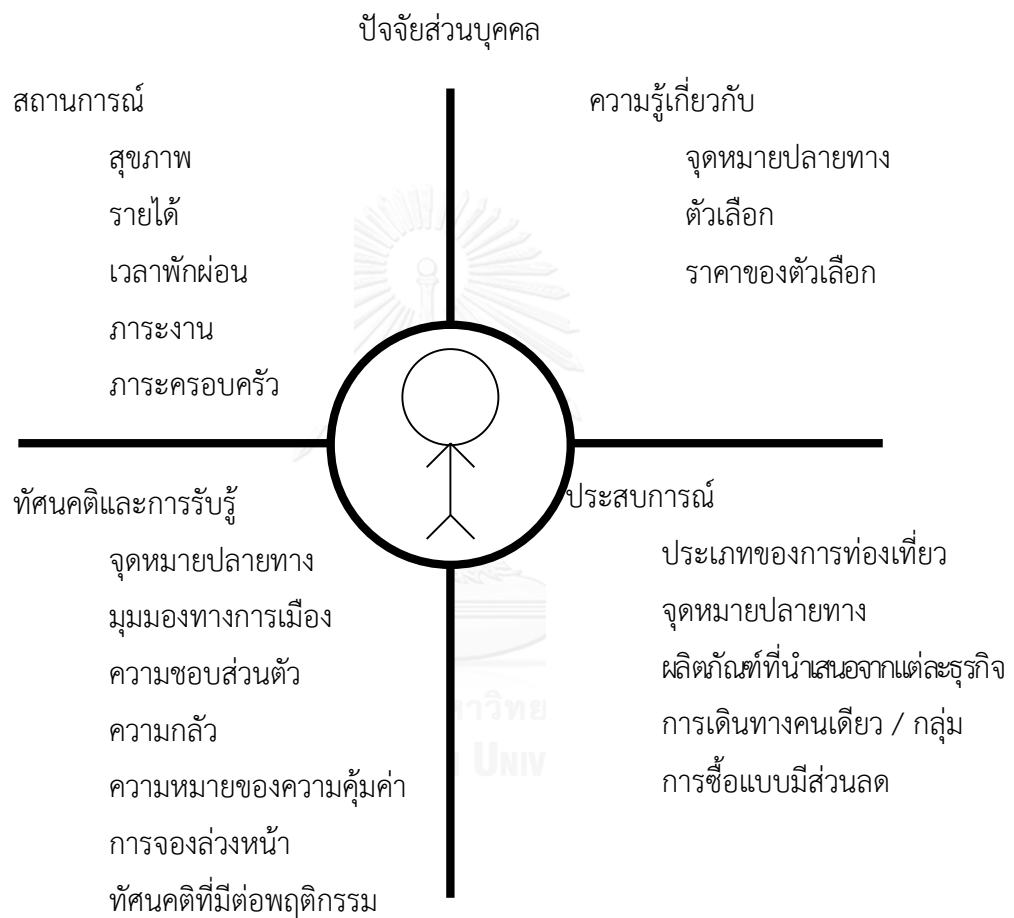 ปัจจัยส่วนบุคคล
สถานการณ์
สุขภาพ
รายได้
เวลาพักผ่อน
ภาระงาน
ภาระครอบครัว
ความรู้เกี่ยวกับ
จุดหมายปลายทาง
ตัวเลือก
ราคาของตัวเลือก
ทัศนคติและการรับรู้
จุดหมายปลายทาง
มุมมองทางการเมือง
ความชอบส่วนตัว
ความกลัว
ความหมายของความคุ้มค่า
การจองล่วงหน้า
ทัศนคติที่มีต่อพฤติกรรม
ประสบการณ์
ประเภทของการท่องเที่ยว
จุดหมายปลายทาง
ผลิตภัณฑ์ที่นำเสนอจากแต่ละธุรกิจ
การเดินทางคนเดียว / กลุ่ม
การซื้อแบบมีส่วนลด